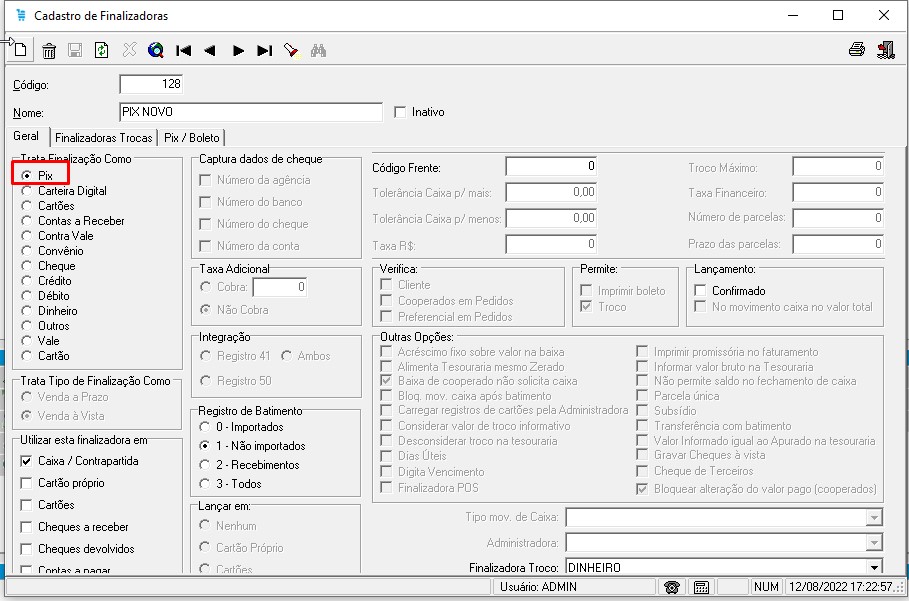 Cadastro de Finalizadoras
Código: 128
Nome: PIX NOVO Inativo
Geral Finalizadoras Trocas Pix / Boleto
Trata Finalização Como
Pix
Carteira Digital
Cartões
Contas a Receber
Contra Vale
Convênio
Cheque
Crédito
Débito
Dinheiro
Outros
Vale
Cartão
Trata Tipo de Finalização Como
Venda a Prazo
Venda à Vista
Utilizar esta finalizadora em
Caixa / Contrapartida
Cartão próprio
Cartões
Cheques a receber
Cheques devolvidos
Contas a pagar
Captura dados de cheque
Número da agência
Número do banco
Número do cheque
Número da conta
Taxa Adicional
Cobra: 0
Não Cobra
Integração
Registro 41 Ambos
Registro 50
Registro de Batimento
0 - Importados
1 - Não importados
2 - Recebimentos
3 - Todos
Lançar em:
Nenhum
Cartão Próprio
Cartões
Código Frente: 0
Tolerância Caixa p/ mais: 0,00
Tolerância Caixa p/ menos: 0,00
Taxa R$: 0
Troco Máximo: 0
Taxa Financeiro: 0
Número de parcelas: 0
Prazo das parcelas: 0
Verifica:
Cliente
Cooperados em Pedidos
Preferencial em Pedidos
Permite:
Imprimir boleto
Troco
Lançamento:
Confirmado
No movimento caixa no valor total
Outras Opções:
Acréscimo fixo sobre valor na baixa
Alimenta Tesouraria mesmo Zerado
Baixa de cooperado não solicita caixa
Bloq. mov. caixa após batimento
Carregar registros de cartões pela Administradora
Considerar valor de troco informativo
Desconsiderar troco na tesouraria
Dias Úteis
Digita Vencimento
Finalizadora POS
Imprimir promissória no faturamento
Informar valor bruto na Tesouraria
Não permite saldo no fechamento de caixa
Parcela única
Subsídio
Transferência com batimento
Valor Informado igual ao Apurado na tesouraria
Gravar Cheques à vista
Cheque de Terceiros
Bloquear alteração do valor pago (cooperados)
Tipo mov. de Caixa:
Administradora:
Finalizadora Troco: DINHEIRO
Usuário: ADMIN NUM 12/08/2022 17:22:57